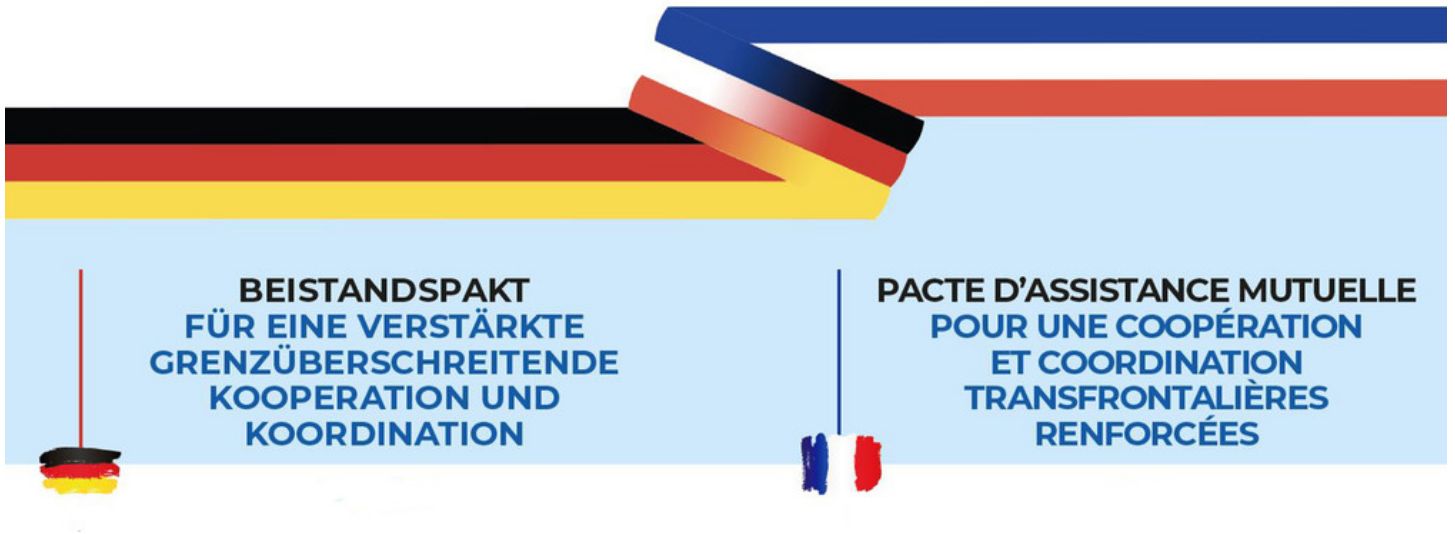 BEISTANDSPAKT
FÜR EINE VERSTÄRKTE
GRENZÜBERSCHREITENDE
KOOPERATION UND
KOORDINATION
PACTE D’ASSISTANCE MUTUELLE
POUR UNE COOPÉRATION
ET COORDINATION
TRANSFRONTALIÈRES
RENFORCÉES